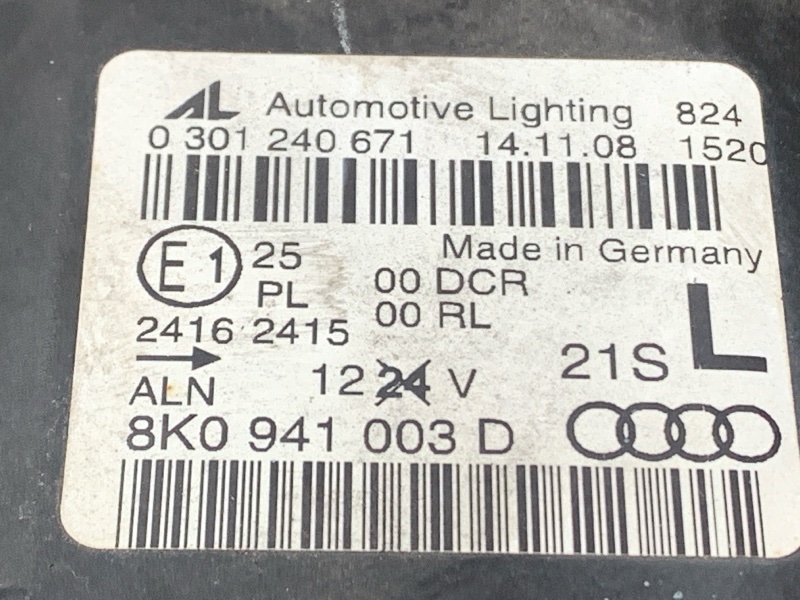 AL Automotive Lighting 824
0 301 240 671 14.11.08 1520
Made in Germany
E1 25 00 DCR
PL 00 RL
2416 2415
L
ALN 12 24 V 21S
8K0 941 003 D